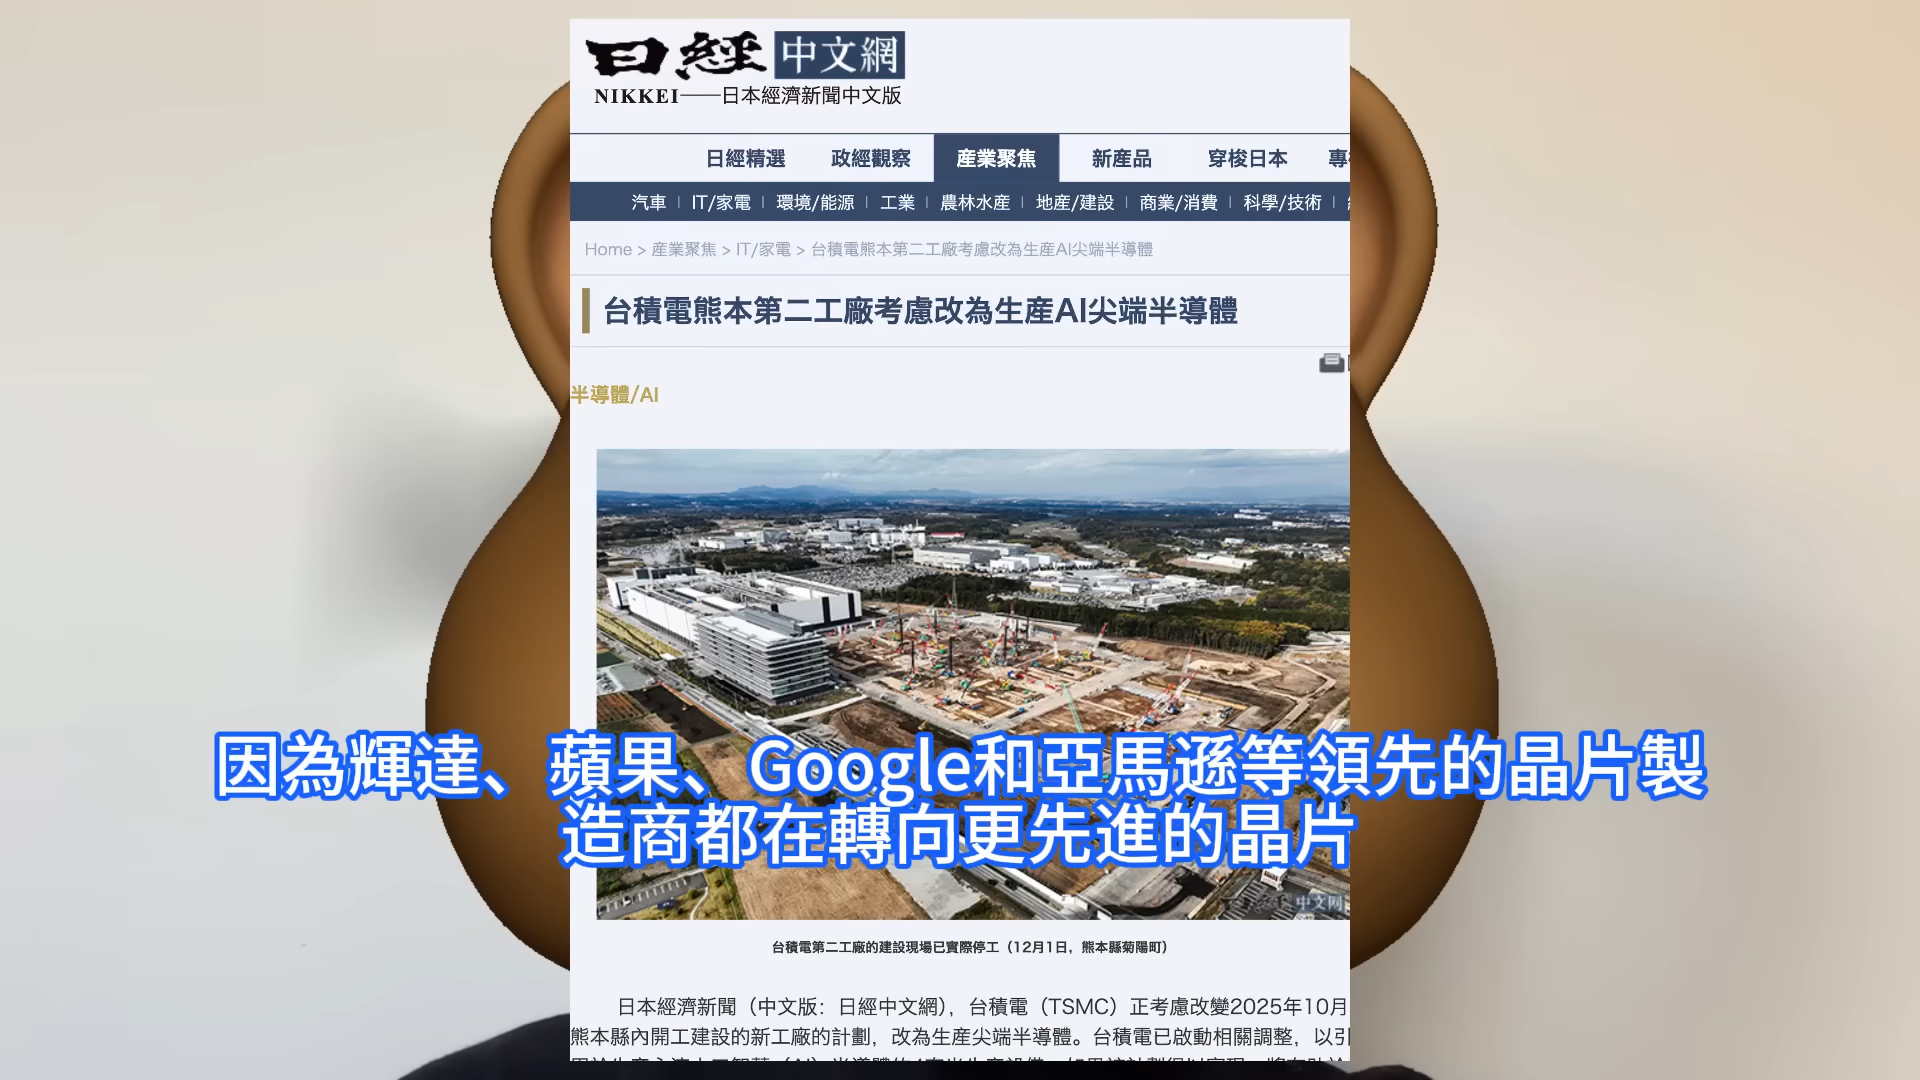 日經中文網
NIKKEI——日本經濟新聞中文版
日經精選 政經觀察 産業聚焦 新産品 穿梭日本
汽車 | IT/家電 | 環境/能源 | 工業 | 農林水産 | 地産/建設 | 商業/消費 | 科學/技術 |
Home > 産業聚焦 > IT/家電 > 台積電熊本第二工廠考慮改為生産AI尖端半導體
台積電熊本第二工廠考慮改為生産AI尖端半導體
半導體/AI
因為輝達、蘋果、Google和亞馬遜等領先的晶片製
造商都在轉向更先進的晶片
中文网
台積電第二工廠的建設現場已實際停工（12月1日，熊本縣菊陽町）
日本經濟新聞（中文版：日經中文網），台積電（TSMC）正考慮改變2025年10月
熊本縣內開工建設的新工廠的計劃，改為生産尖端半導體。台積電已啟動相關調整，以引